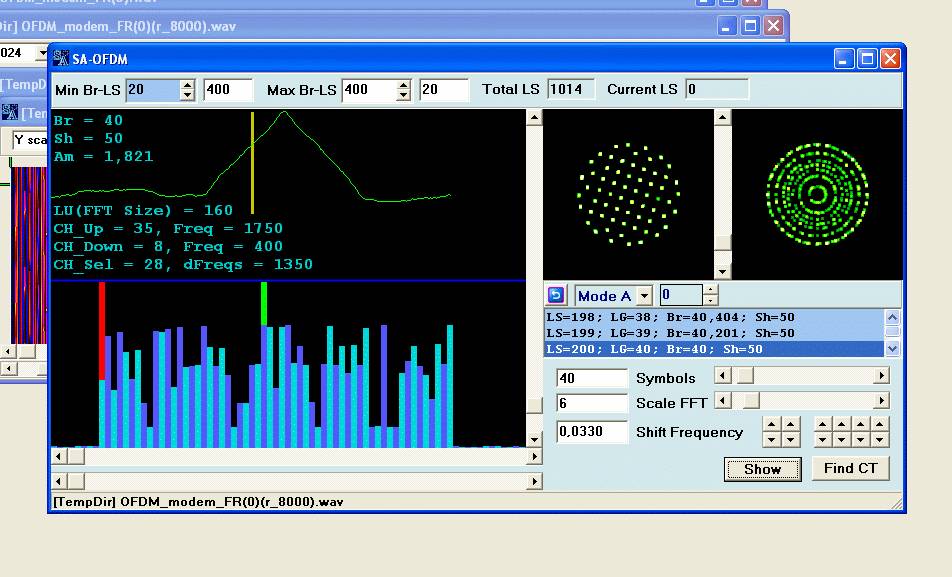 Dir] OFDM_modem_FR(0)(r_8000).wav
024
SA-OFDM
[TempD
[Ten
Y sca
Min Br-LS 20 400 Max Br-LS 400 20 Total LS 1014 Current LS 0
Br = 40
Sh = 50
Am = 1,821
LU(FFT Size) = 160
CH_Up = 35, Freq = 1750
CH_Down = 8, Freq = 400
CH_Sel = 28, dFreqs = 1350
Mode A 0
LS=198; LG=38; Br=40,404; Sh=50
LS=199; LG=39; Br=40,201; Sh=50
LS=200; LG=40; Br=40; Sh=50
40 Symbols
6 Scale FFT
0,0330 Shift Frequency
Show Find CT
[TempDir] OFDM_modem_FR(0)(r_8000).wav